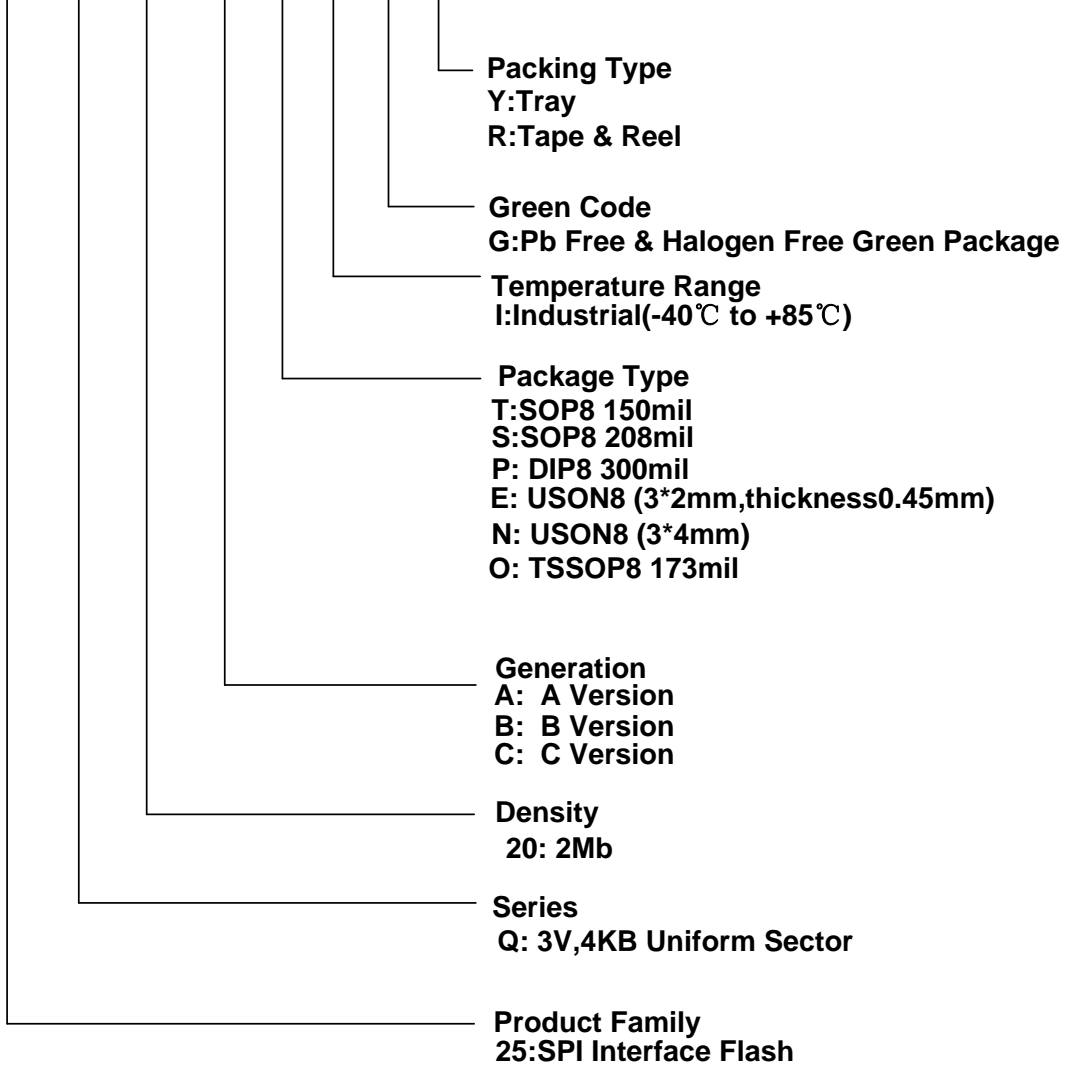 Packing Type
Y:Tray
R:Tape & Reel
Green Code
G:Pb Free & Halogen Free Green Package
Temperature Range
I:Industrial(-40℃ to +85℃)
Package Type
T:SOP8 150mil
S:SOP8 208mil
P: DIP8 300mil
E: USON8 (3*2mm,thickness0.45mm)
N: USON8 (3*4mm)
O: TSSOP8 173mil
Generation
A: A Version
B: B Version
C: C Version
Density
20: 2Mb
Series
Q: 3V,4KB Uniform Sector
Product Family
25:SPI Interface Flash